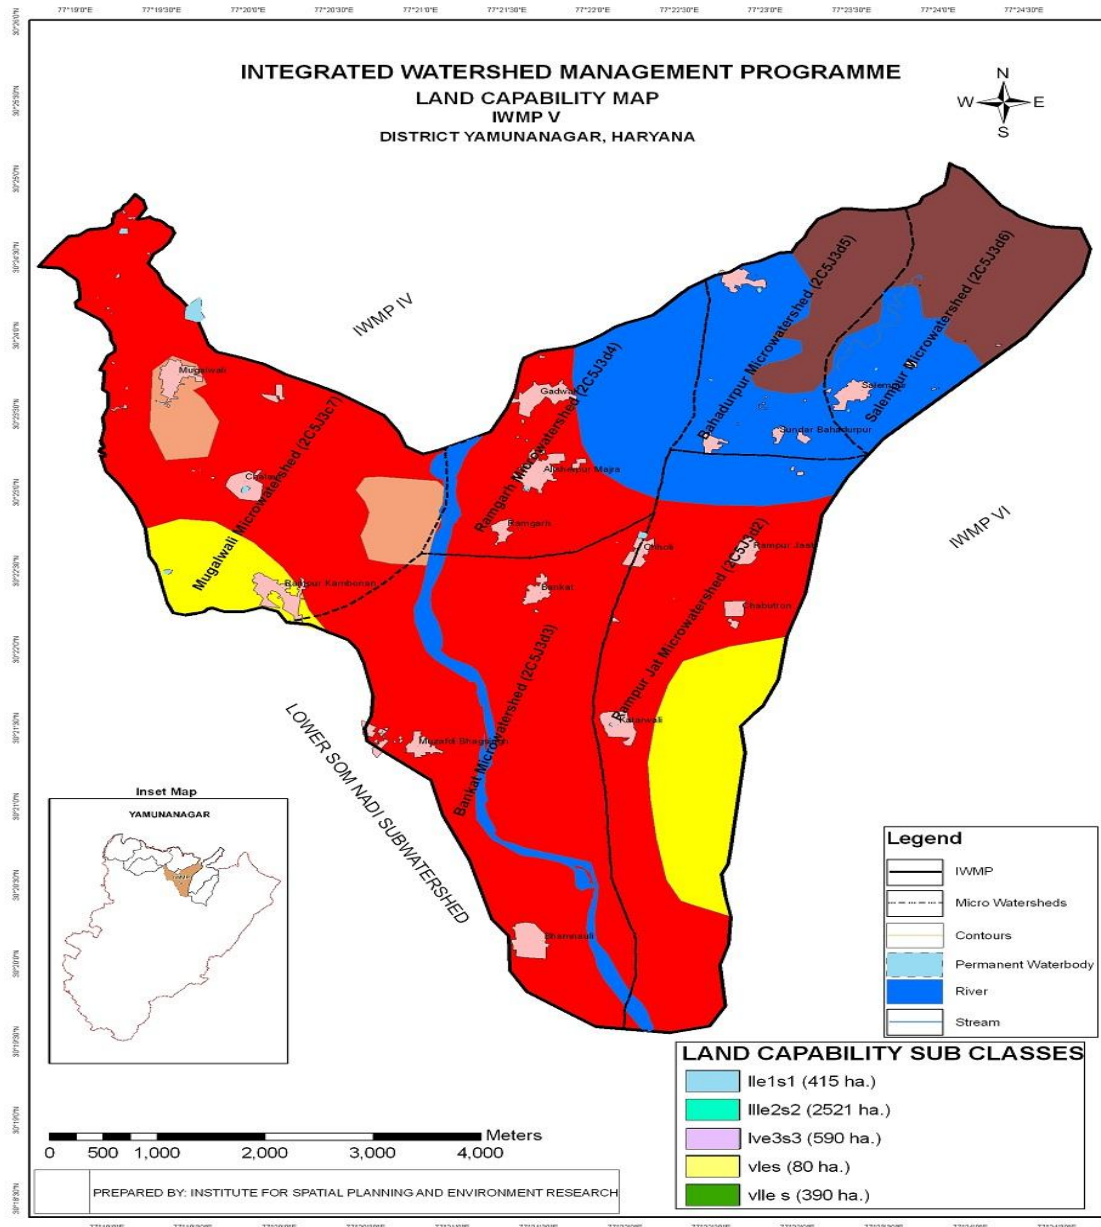 77°19'0"E 77°19'30"E 77°20'0"E 77°20'30"E 77°21'0"E 77°21'30"E 77°22'0"E 77°22'30"E 77°23'0"E 77°23'30"E 77°24'0"E 77°24'30"E
INTEGRATED WATERSHED MANAGEMENT PROGRAMME
LAND CAPABILITY MAP
IWMP V
DISTRICT YAMUNANAGAR, HARYANA
N
W E
S
IWMP IV
Mugalwali
Mugalwali Microwatershed (2C5J3c7)
Rampur Kambonan
Gadwali
Ramgarh Microwatershed (2C5J3d4)
Ramgarh
Bahadurpur Microwatershed (2C5J3d5)
Sundar Bahadurpur
Salempur
Salempur Microwatershed (2C5J3d6)
IWMP VI
Bankat
Rampur Jat Microwatershed (2C5J3d2)
Chabutron
Katarwali
Bankat Microwatershed (2C5J3d3)
LOWER SOM NADI SUBWATERSHED
Bhamnauli
Inset Map
YAMUNANAGAR
Legend
IWMP
Micro Watersheds
Contours
Permanent Waterbody
River
Stream
LAND CAPABILITY SUB CLASSES
IIe1s1 (415 ha.)
IIIe2s2 (2521 ha.)
Ive3s3 (590 ha.)
vIes (80 ha.)
vIIe s (390 ha.)
Meters
0 500 1,000 2,000 3,000 4,000
PREPARED BY: INSTITUTE FOR SPATIAL PLANNING AND ENVIRONMENT RESEARCH